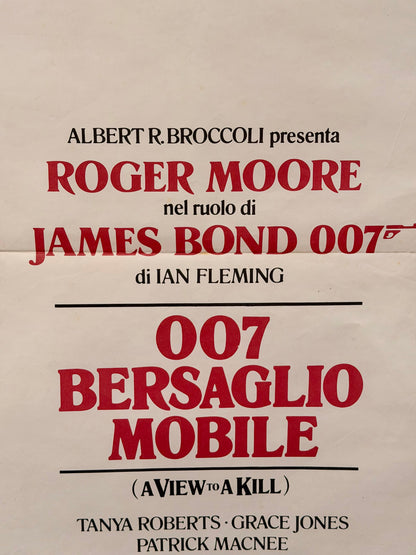 ALBERT R. BROCCOLI presenta
ROGER MOORE
nel ruolo di
JAMES BOND 007
di IAN FLEMING
007
BERSAGLIO
MOBILE
(A VIEW TO A KILL)
TANYA ROBERTS · GRACE JONES
PATRICK MACNEE